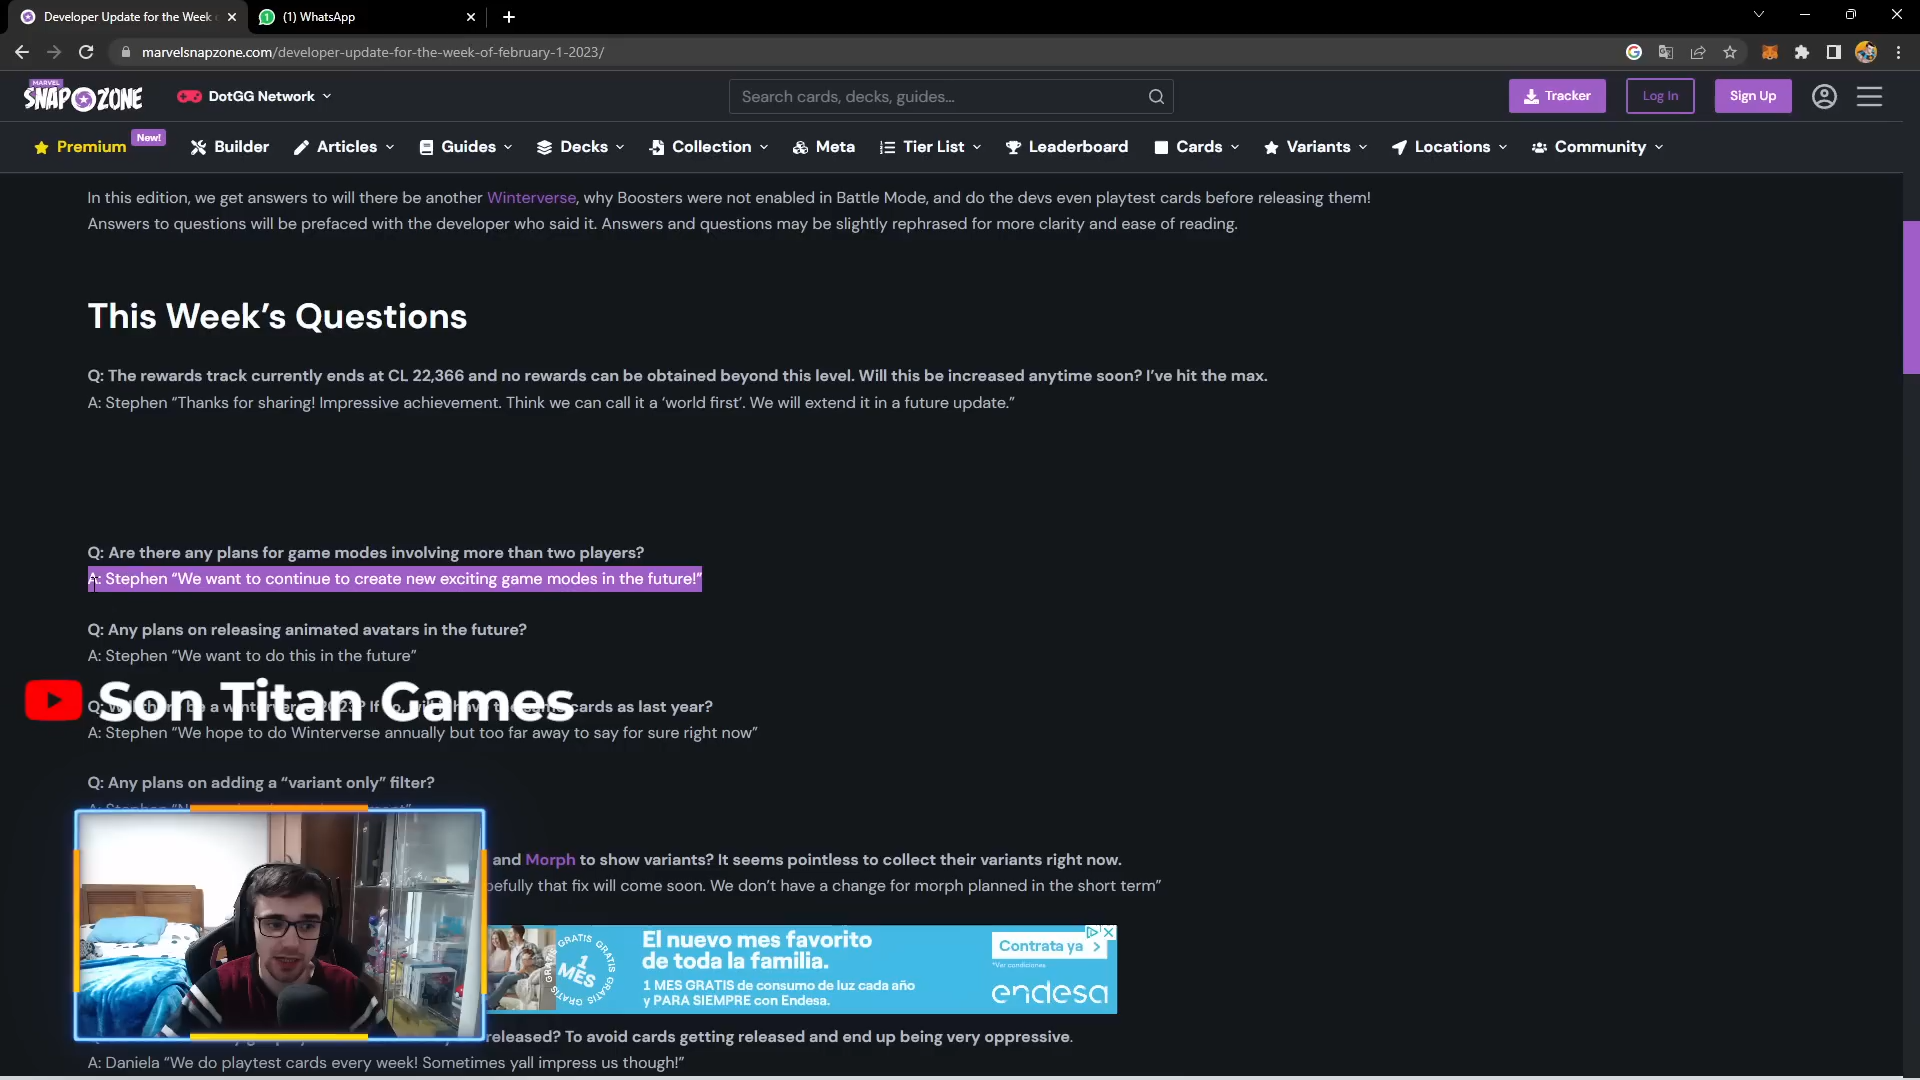 Developer Update for the Week
(1) WhatsApp
marvelsnapzone.com/developer-update-for-the-week-of-february-1-2023/
MARVEL
SNAP ZONE
DotGG Network
Search cards, decks, guides...
Tracker
Log In
Sign Up
Premium
New!
Builder
Articles
Guides
Decks
Collection
Meta
Tier List
Leaderboard
Cards
Variants
Locations
Community
In this edition, we get answers to will there be another Winterverse, why Boosters were not enabled in Battle Mode, and do the devs even playtest cards before releasing them!
Answers to questions will be prefaced with the developer who said it. Answers and questions may be slightly rephrased for more clarity and ease of reading.
This Week’s Questions
Q: The rewards track currently ends at CL 22,366 and no rewards can be obtained beyond this level. Will this be increased anytime soon? I’ve hit the max.
A: Stephen “Thanks for sharing! Impressive achievement. Think we can call it a ‘world first’. We will extend it in a future update.”
Q: Are there any plans for game modes involving more than two players?
A: Stephen “We want to continue to create new exciting game modes in the future!”
Q: Any plans on releasing animated avatars in the future?
A: Stephen “We want to do this in the future”
Son Titan Games
cards as last year?
A: Stephen “We hope to do Winterverse annually but too far away to say for sure right now”
Q: Any plans on adding a “variant only” filter?
A: Stephen
and Morph to show variants? It seems pointless to collect their variants right now.
that fix will come soon. We don’t have a change for morph planned in the short term”
GRATIS GRATIS GRATIS
1 MES
El nuevo mes favorito
de toda la familia.
1 MES GRATIS de consumo de luz cada año
y PARA SIEMPRE con Endesa.
Contrata ya
*Ver condiciones
endesa
released? To avoid cards getting released and end up being very oppressive.
A: Daniela “We do playtest cards every week! Sometimes yall impress us though!”